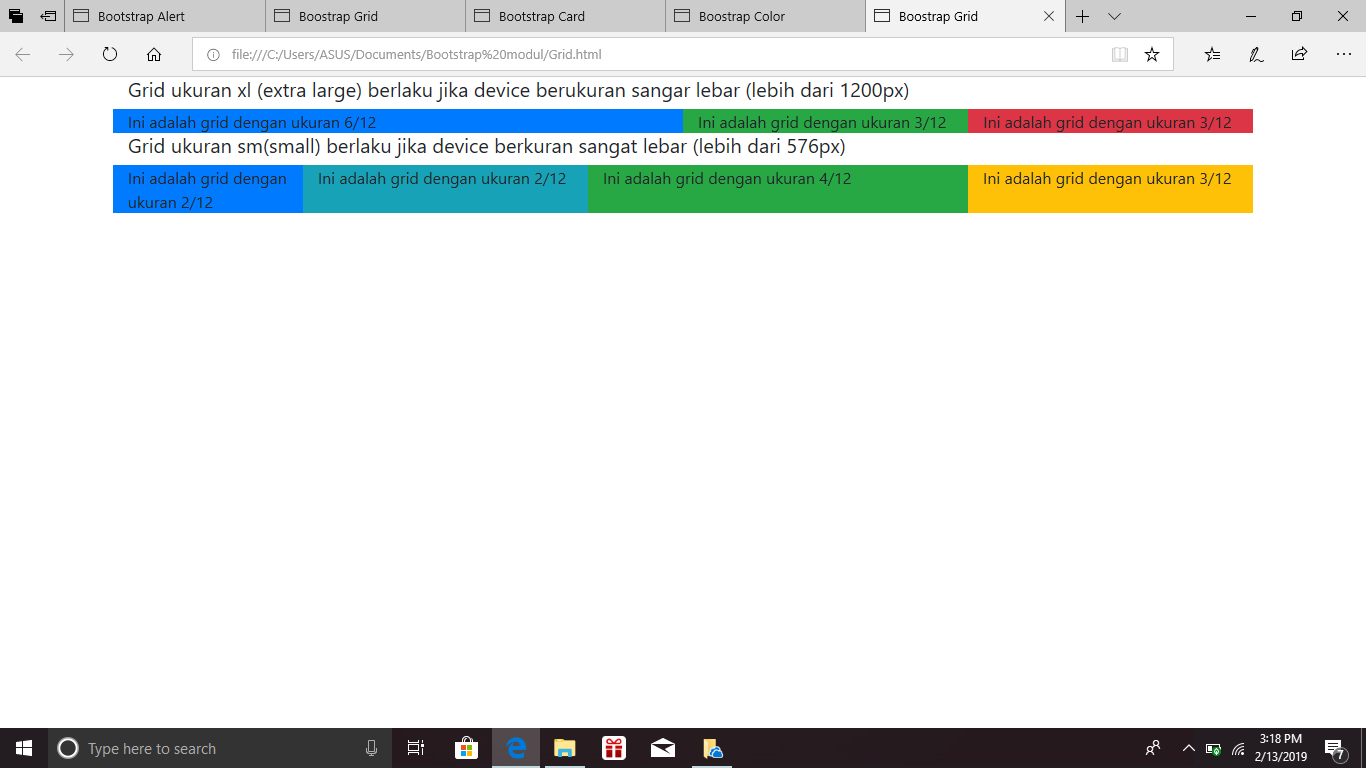 Bootstrap Alert
Boostrap Grid
Bootstrap Card
Boostrap Color
Boostrap Grid
file:///C:/Users/ASUS/Documents/Bootstrap%20modul/Grid.html
Grid ukuran xl (extra large) berlaku jika device berukuran sangar lebar (lebih dari 1200px)
Ini adalah grid dengan ukuran 6/12
Ini adalah grid dengan ukuran 3/12
Ini adalah grid dengan ukuran 3/12
Grid ukuran sm(small) berlaku jika device berkuran sangat lebar (lebih dari 576px)
Ini adalah grid dengan
ukuran 2/12
Ini adalah grid dengan ukuran 2/12
Ini adalah grid dengan ukuran 4/12
Ini adalah grid dengan ukuran 3/12
Type here to search
3:18 PM
2/13/2019
7